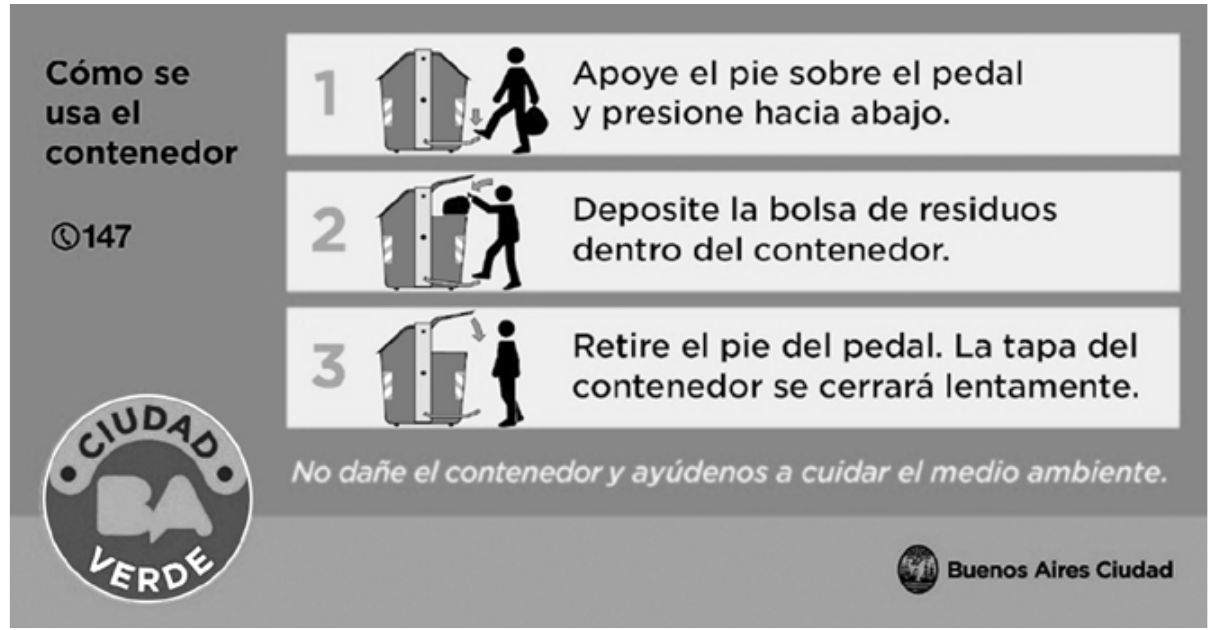 Cómo se
usa el
contenedor
147
1
Apoye el pie sobre el pedal
y presione hacia abajo.
2
Deposite la bolsa de residuos
dentro del contenedor.
3
Retire el pie del pedal. La tapa del
contenedor se cerrará lentamente.
No dañe el contenedor y ayúdenos a cuidar el medio ambiente.
CIUDAD
BA
VERDE
Buenos Aires Ciudad